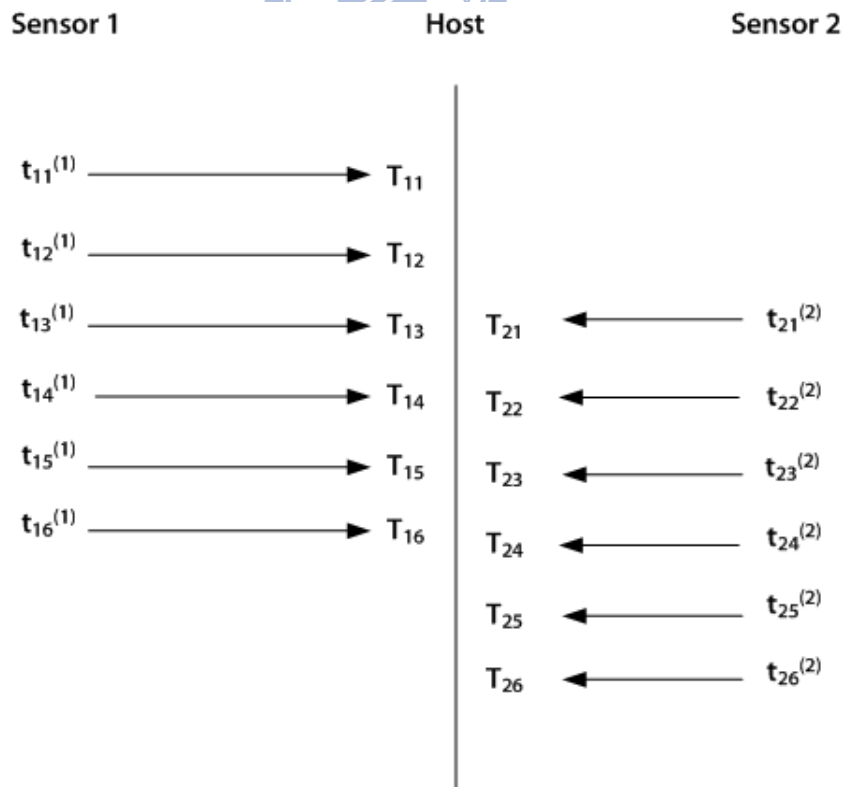 Sensor 1 Host Sensor 2
t₁₁⁽¹⁾ T₁₁
t₁₂⁽¹⁾ T₁₂
t₁₃⁽¹⁾ T₁₃ T₂₁ t₂₁⁽²⁾
t₁₄⁽¹⁾ T₁₄ T₂₂ t₂₂⁽²⁾
t₁₅⁽¹⁾ T₁₅ T₂₃ t₂₃⁽²⁾
t₁₆⁽¹⁾ T₁₆ T₂₄ t₂₄⁽²⁾
T₂₅ t₂₅⁽²⁾
T₂₆ t₂₆⁽²⁾